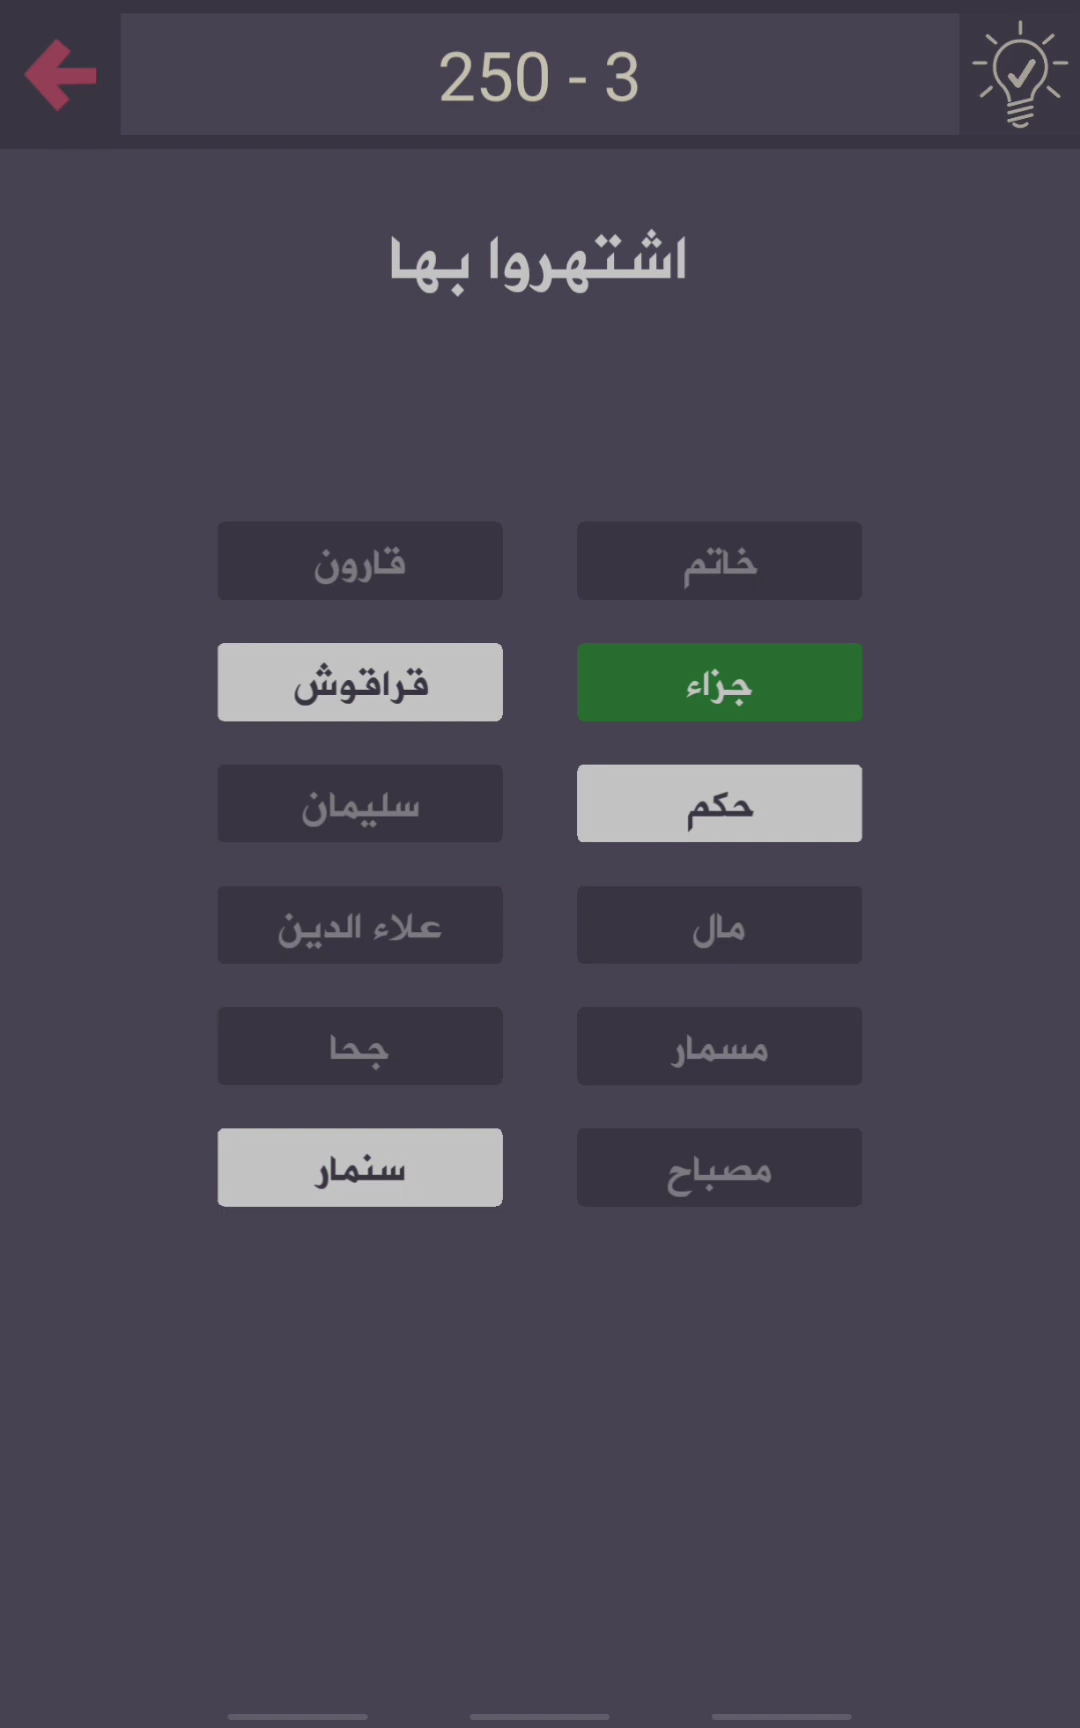 250 - 3
اشتهروا بها
خاتم
قارون
جزاء
قراقوش
حكم
سليمان
مال
علاء الدين
مسمار
جحا
مصباح
سنمار